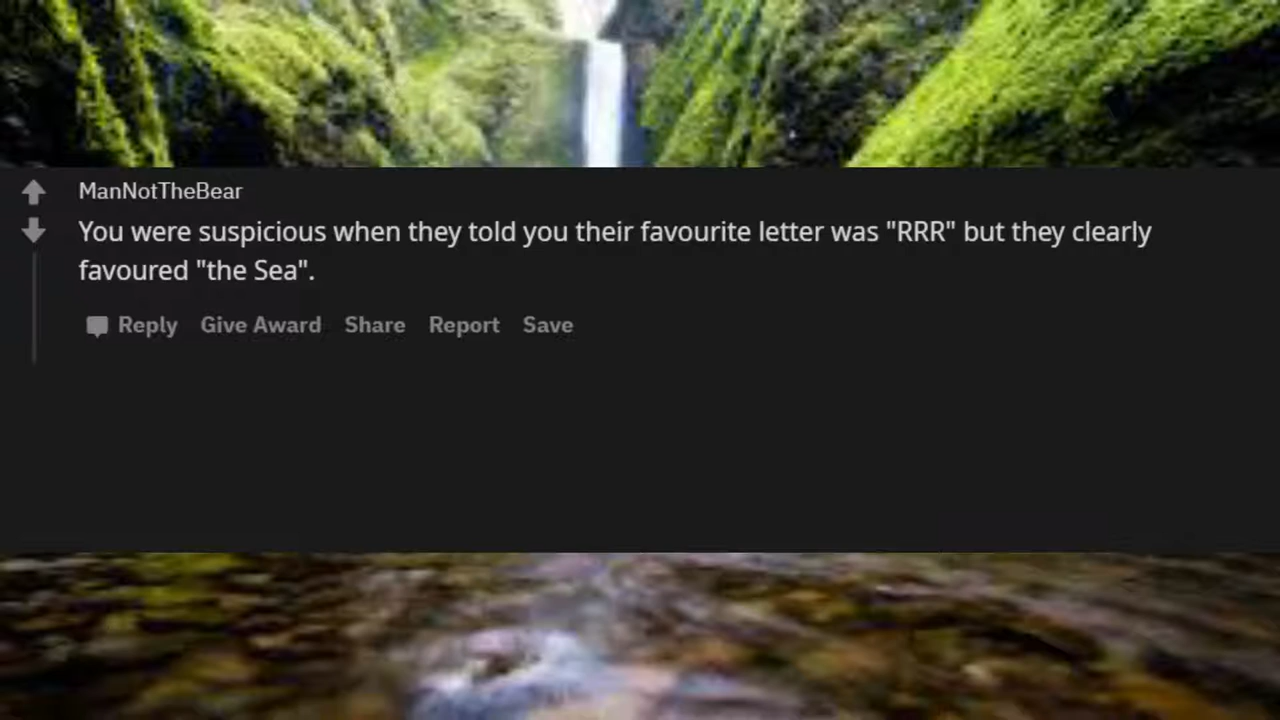 ManNotTheBear
You were suspicious when they told you their favourite letter was "RRR" but they clearly
favoured "the Sea".
Reply Give Award Share Report Save